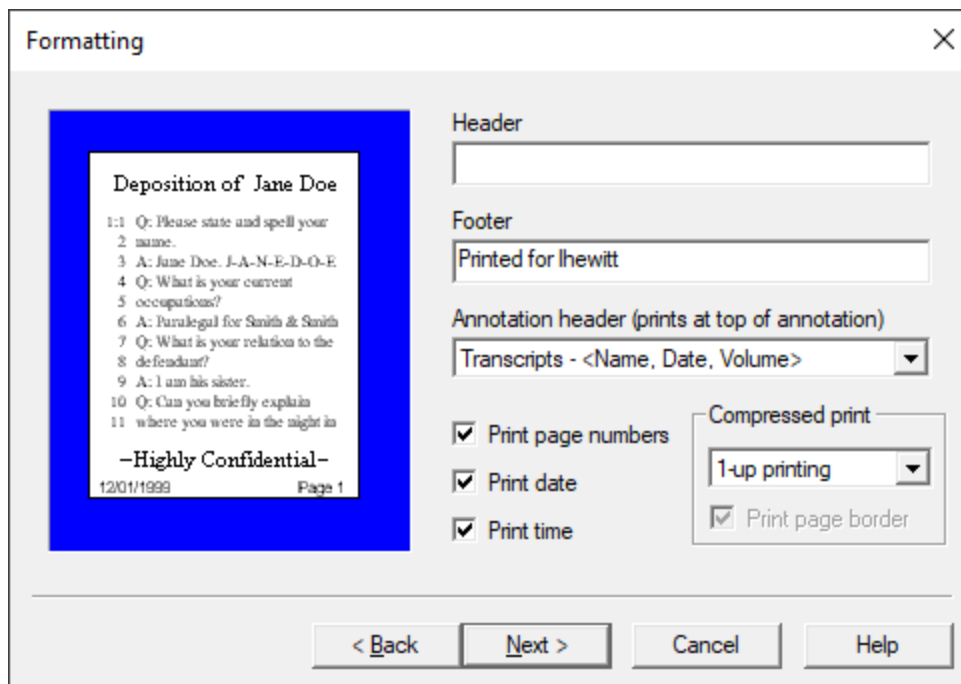 Formatting
Deposition of Jane Doe
1:1 Q: Please state and spell your
2 name.
3 A: Jane Doe. J-A-N-E-D-O-E
4 Q: What is your current
5 occupations?
6 A: Paralegal for Smith & Smith
7 Q: What is your relation to the
8 defendant?
9 A: I am his sister.
10 Q: Can you briefly explain
11 where you were in the night in
–Highly Confidential–
12/01/1999 Page 1
Header
Footer
Printed for lhewitt
Annotation header (prints at top of annotation)
Transcripts - <Name, Date, Volume>
Print page numbers
Print date
Print time
Compressed print
1-up printing
Print page border
< Back Next > Cancel Help